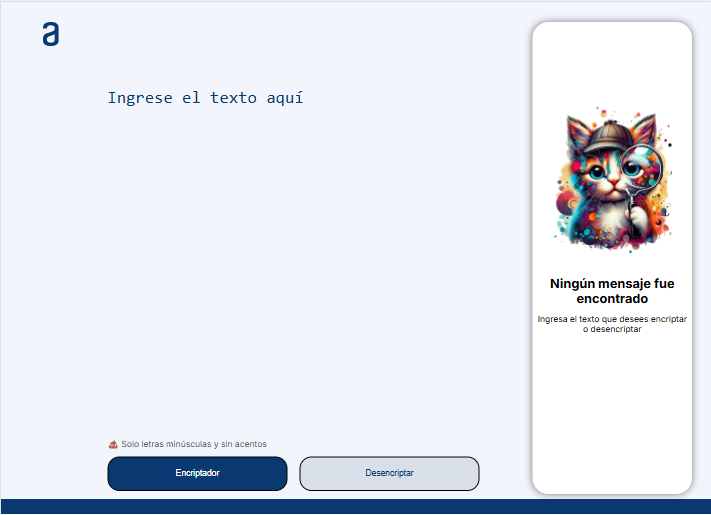 a
Ingrese el texto aquí
Solo letras minúsculas y sin acentos
Encriptador
Desencriptar
Ningún mensaje fue
encontrado
Ingresa el texto que desees encriptar
o desencriptar